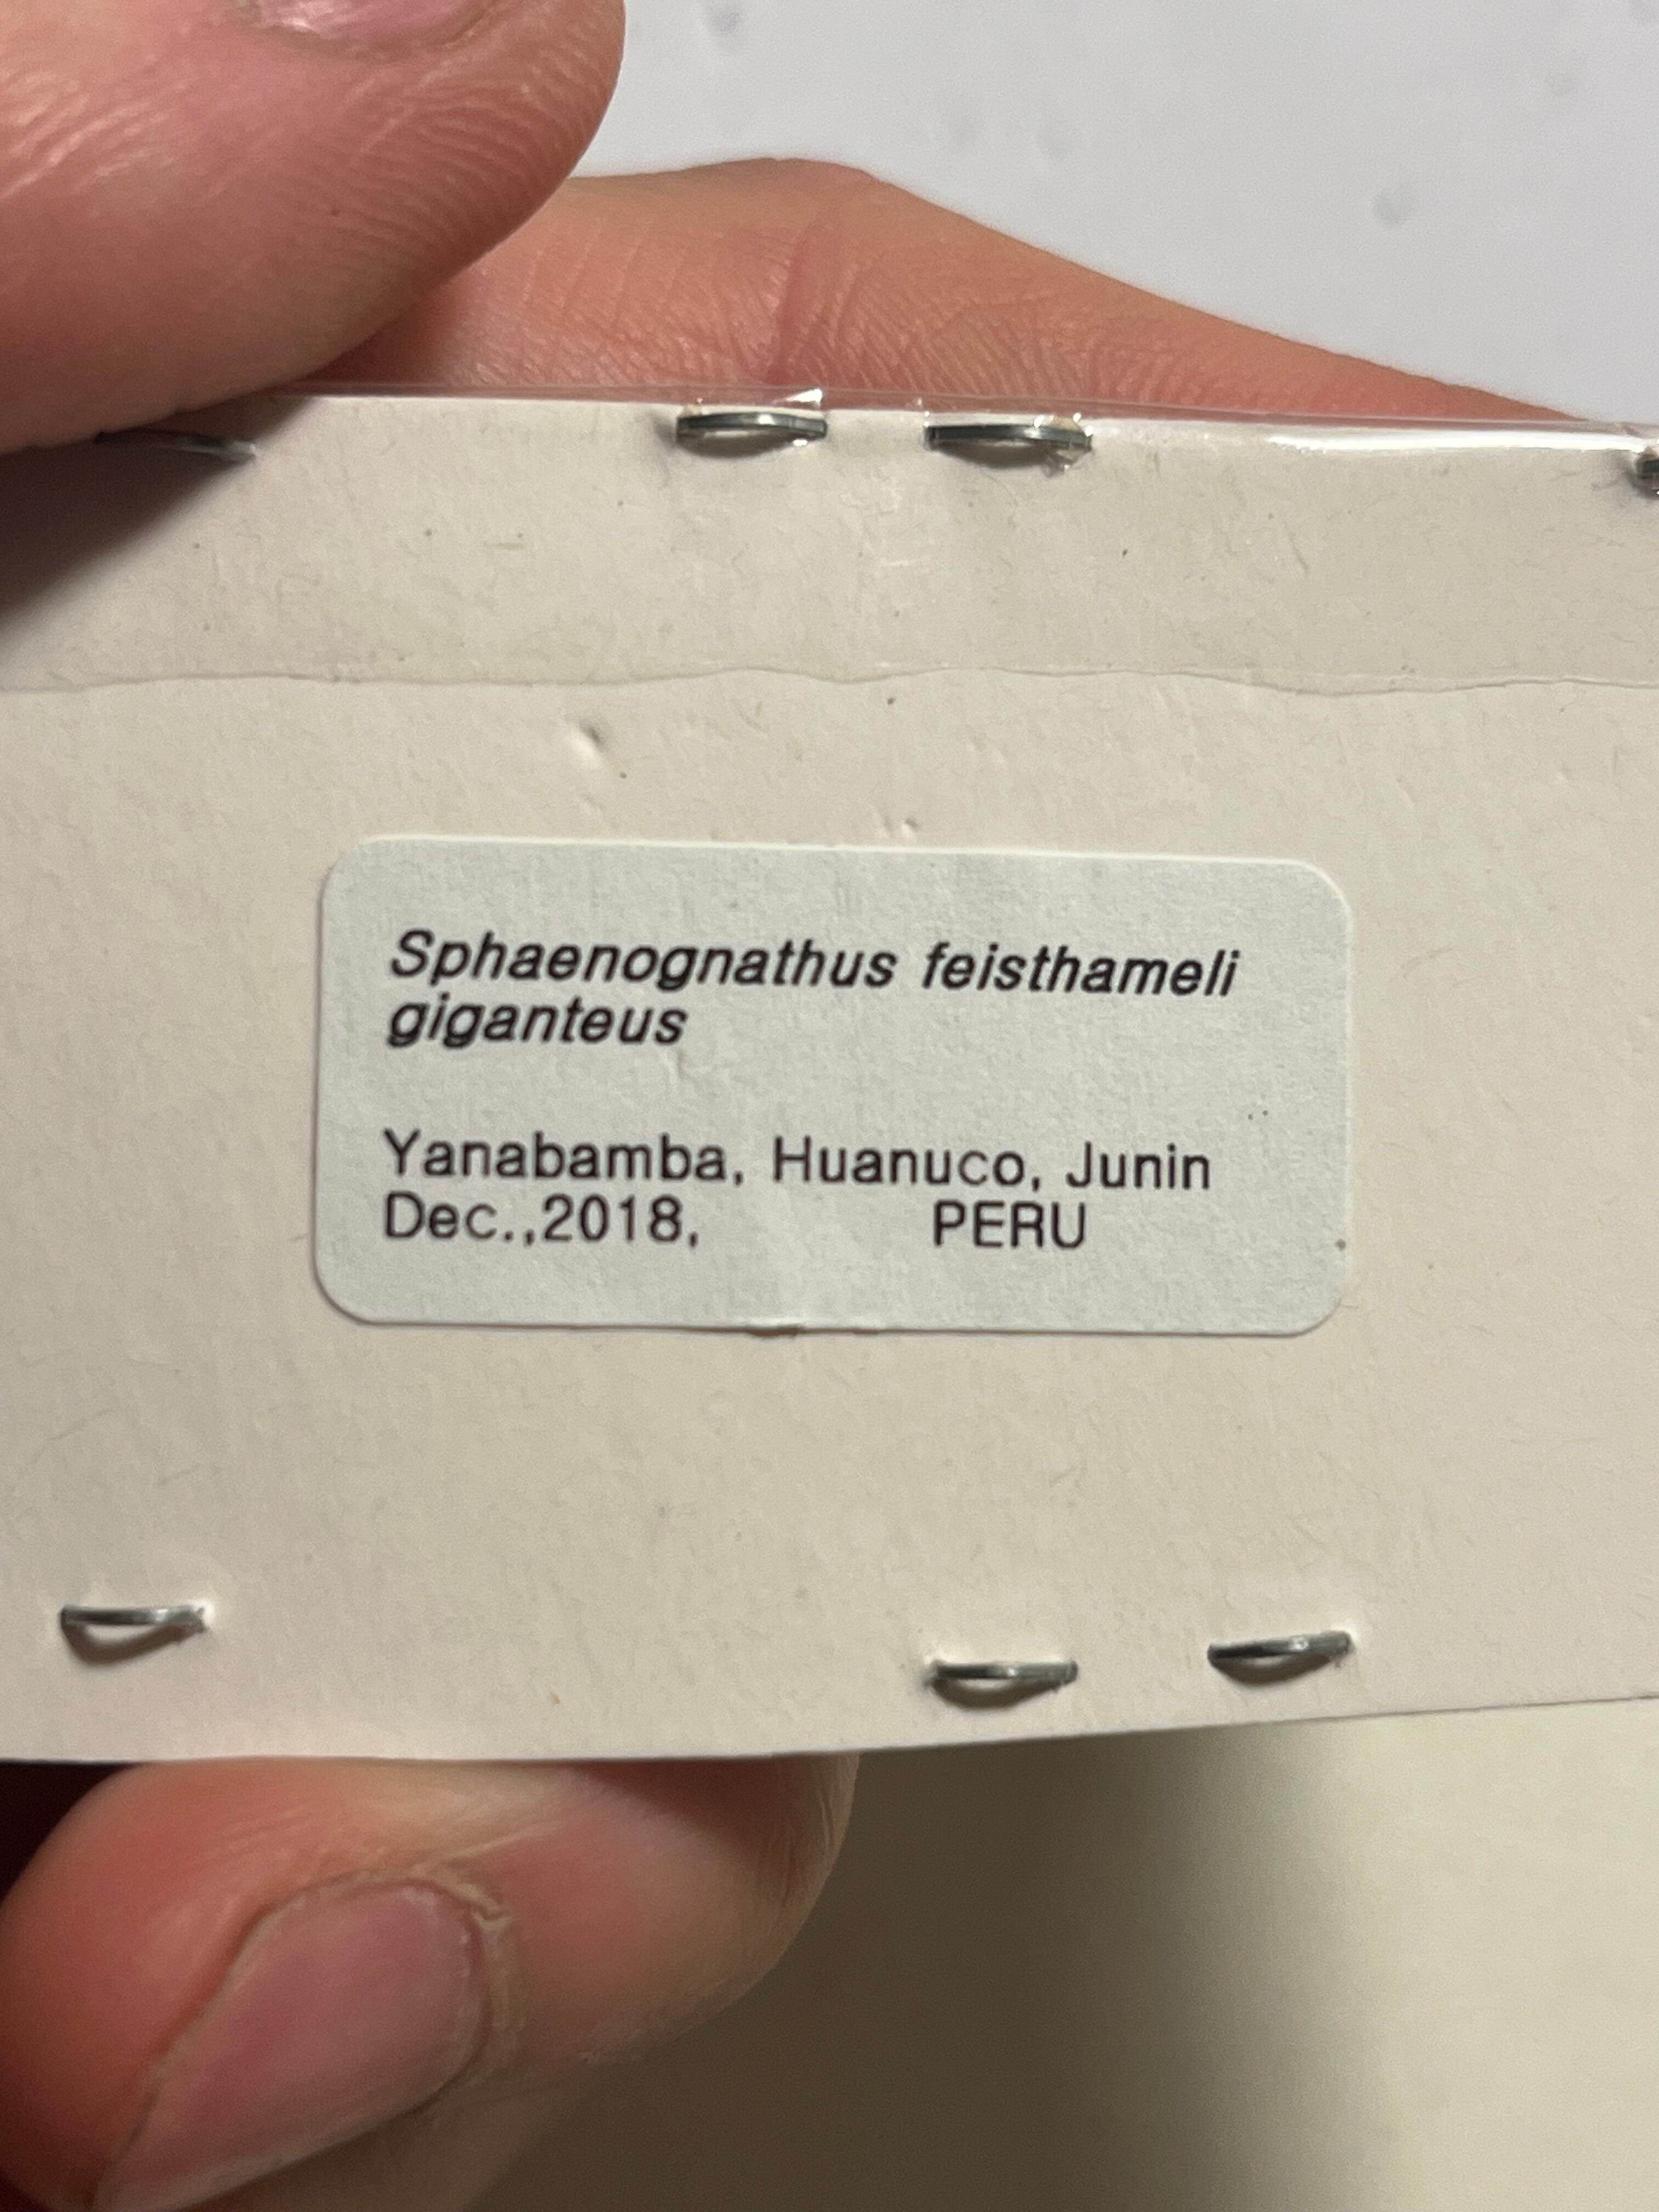 Sphaenognathus feisthameli
giganteus
Yanabamba, Huanuco, Junin
Dec.,2018, PERU